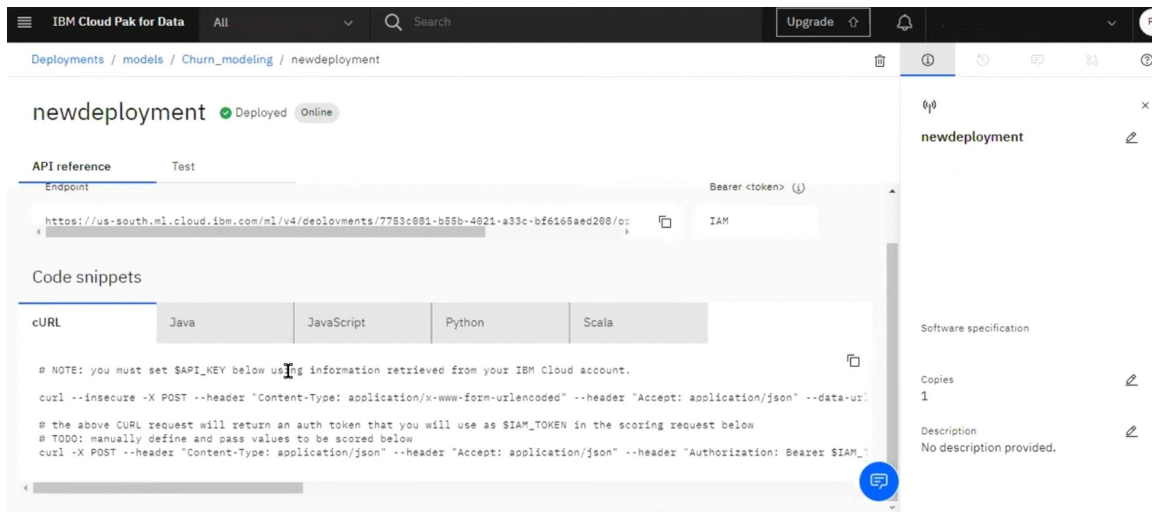 IBM Cloud Pak for Data All Search Upgrade
Deployments / models / Churn_modeling / newdeployment
newdeployment Deployed Online
API reference Test
Endpoint Bearer <token>
https://us-south.ml.cloud.ibm.com/ml/v4/deployments/7753c081-b55b-4021-a33c-bf6165aed208/
IAM
Code snippets
cURL Java JavaScript Python Scala
# NOTE: you must set $API_KEY below using information retrieved from your IBM Cloud account.
curl --insecure -X POST --header "Content-Type: application/x-www-form-urlencoded" --header "Accept: application/json" --data-url
# the above CURL request will return an auth token that you will use as $IAM_TOKEN in the scoring request below
# TODO: manually define and pass values to be scored below
curl -X POST --header "Content-Type: application/json" --header "Accept: application/json" --header "Authorization: Bearer $IAM_
newdeployment
Software specification
Copies
1
Description
No description provided.